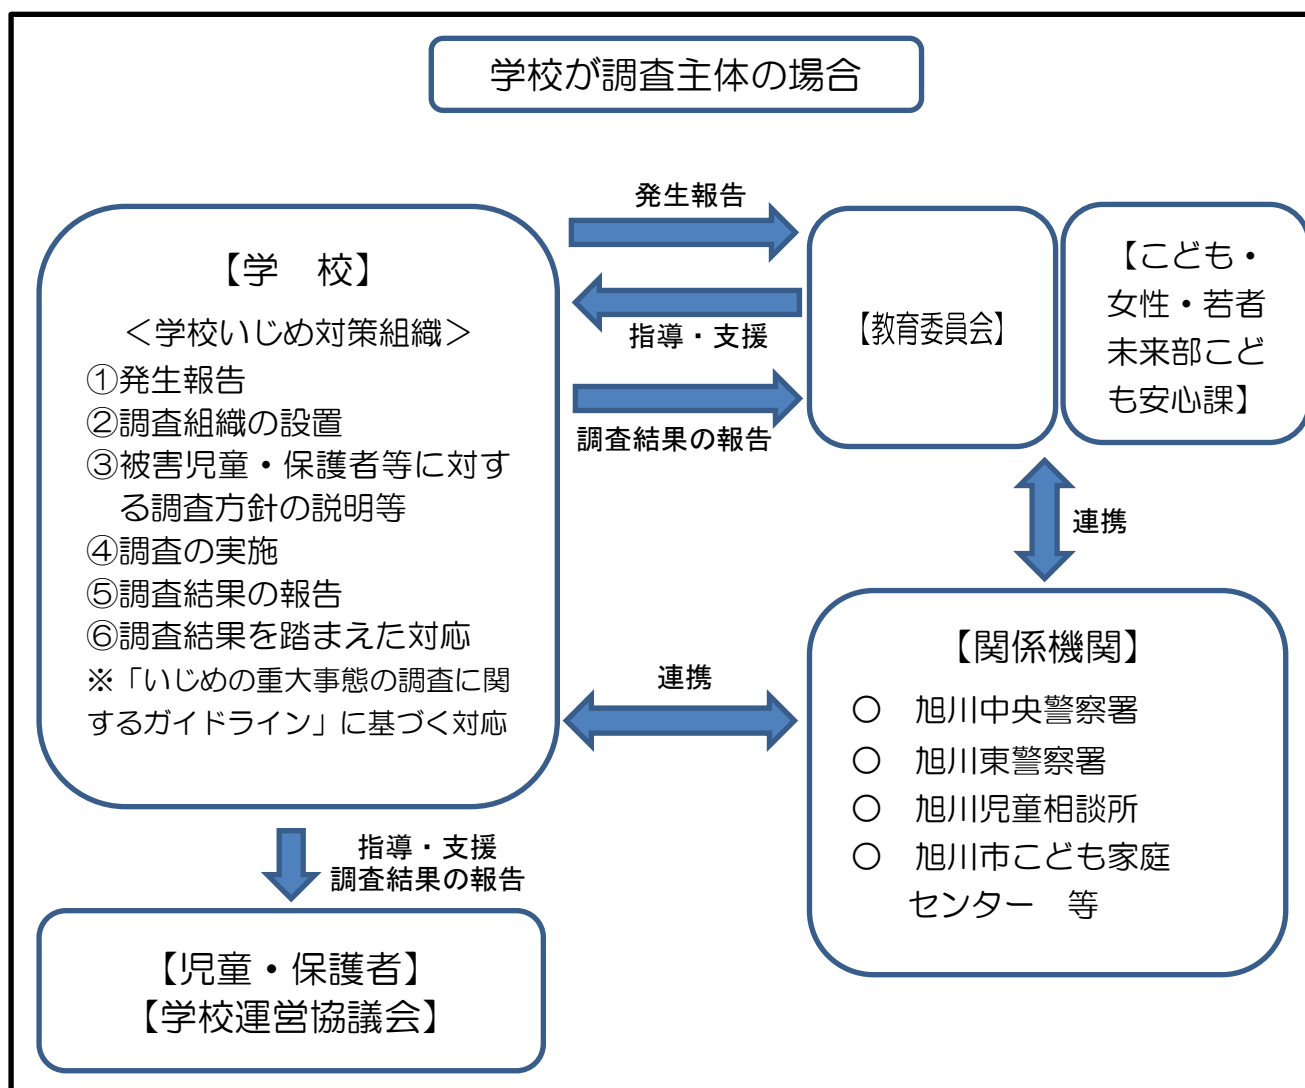 学校が調査主体の場合
【学　校】
＜学校いじめ対策組織＞
①発生報告
②調査組織の設置
③被害児童・保護者等に対す
る調査方針の説明等
④調査の実施
⑤調査結果の報告
⑥調査結果を踏まえた対応
※「いじめの重大事態の調査に関
するガイドライン」に基づく対応
発生報告
指導・支援
調査結果の報告
【教育委員会】
【こども・
女性・若者
未来部こど
も安心課】
連携
連携
【関係機関】
○　旭川中央警察署
○　旭川東警察署
○　旭川児童相談所
○　旭川市こども家庭
センター　等
指導・支援
調査結果の報告
【児童・保護者】
【学校運営協議会】